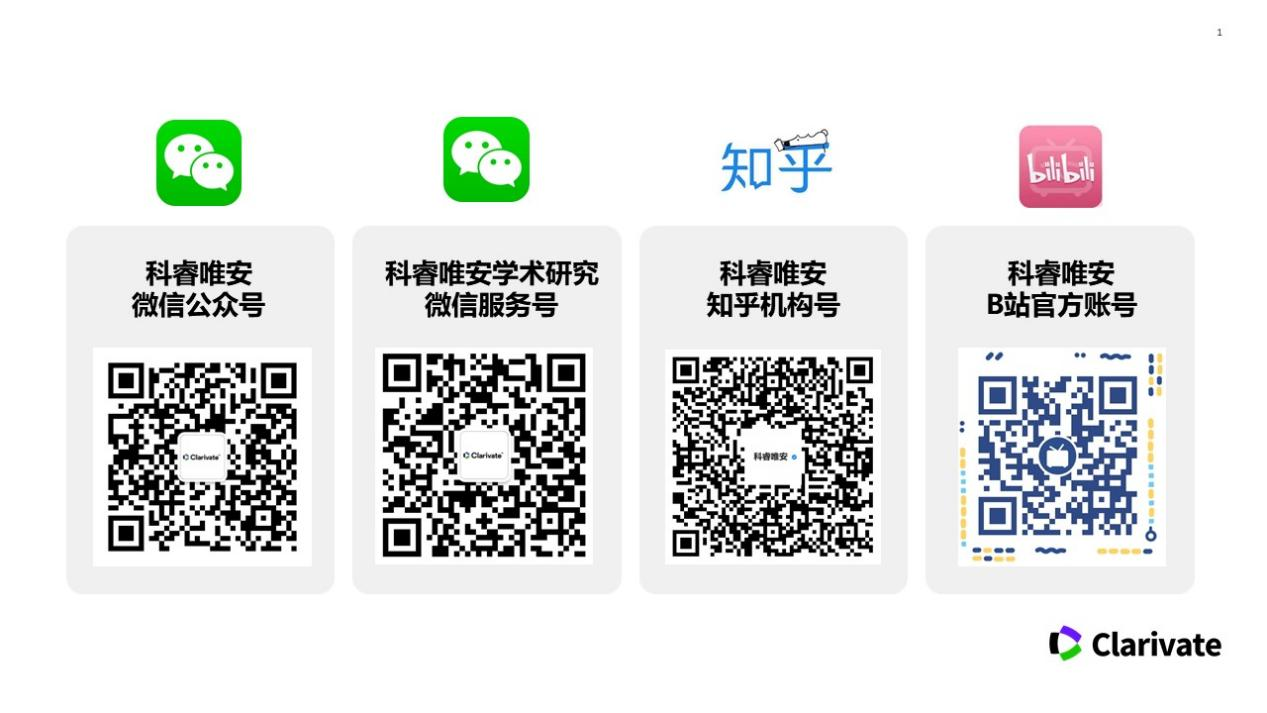 1
知乎
bilibili
科睿唯安
微信公众号
科睿唯安学术研究
微信服务号
科睿唯安
知乎机构号
科睿唯安
B站官方账号
Clarivate
Clarivate
科睿唯安
Clarivate